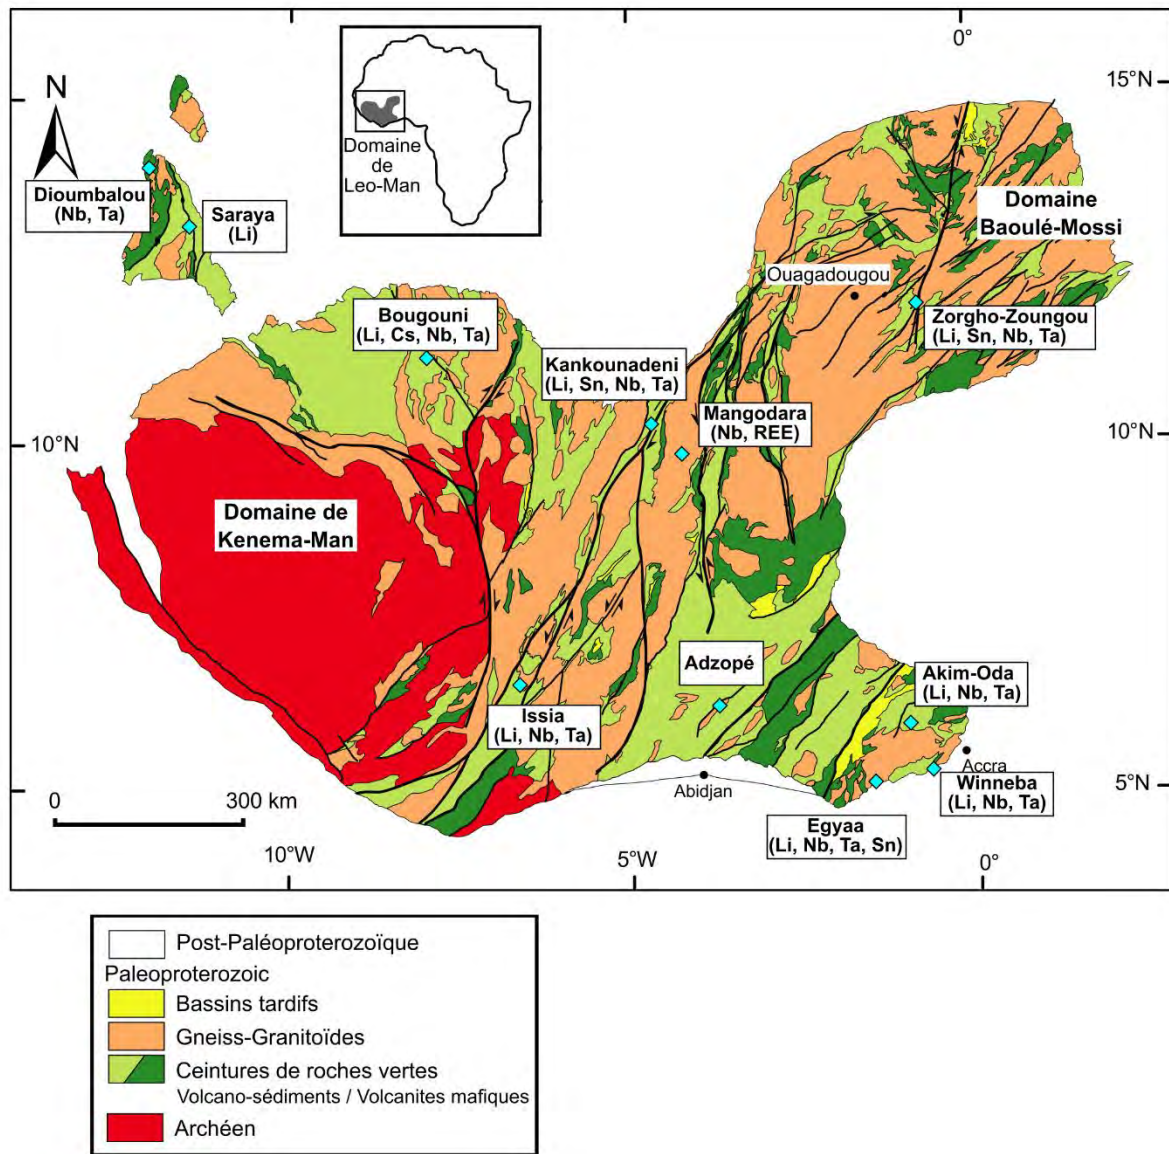 0°
15°N
N
Domaine
de
Leo-Man
Dioumbalou
(Nb, Ta)
Saraya
(Li)
Domaine
Baoulé-Mossi
Ouagadougou
Bougouni
(Li, Cs, Nb, Ta)
Zorgho-Zoungou
(Li, Sn, Nb, Ta)
Kankounadeni
(Li, Sn, Nb, Ta)
Mangodara
(Nb, REE)
10°N
10°N
Domaine de
Kenema-Man
Adzopé
Akim-Oda
(Li, Nb, Ta)
Issia
(Li, Nb, Ta)
Accra
Abidjan
Winneba
(Li, Nb, Ta)
5°N
0
300 km
Egyaa
(Li, Nb, Ta, Sn)
10°W
5°W
0°
Post-Paléoproterozoïque
Paleoproterozoic
Bassins tardifs
Gneiss-Granitoïdes
Ceintures de roches vertes
Volcano-sédiments / Volcanites mafiques
Archéen